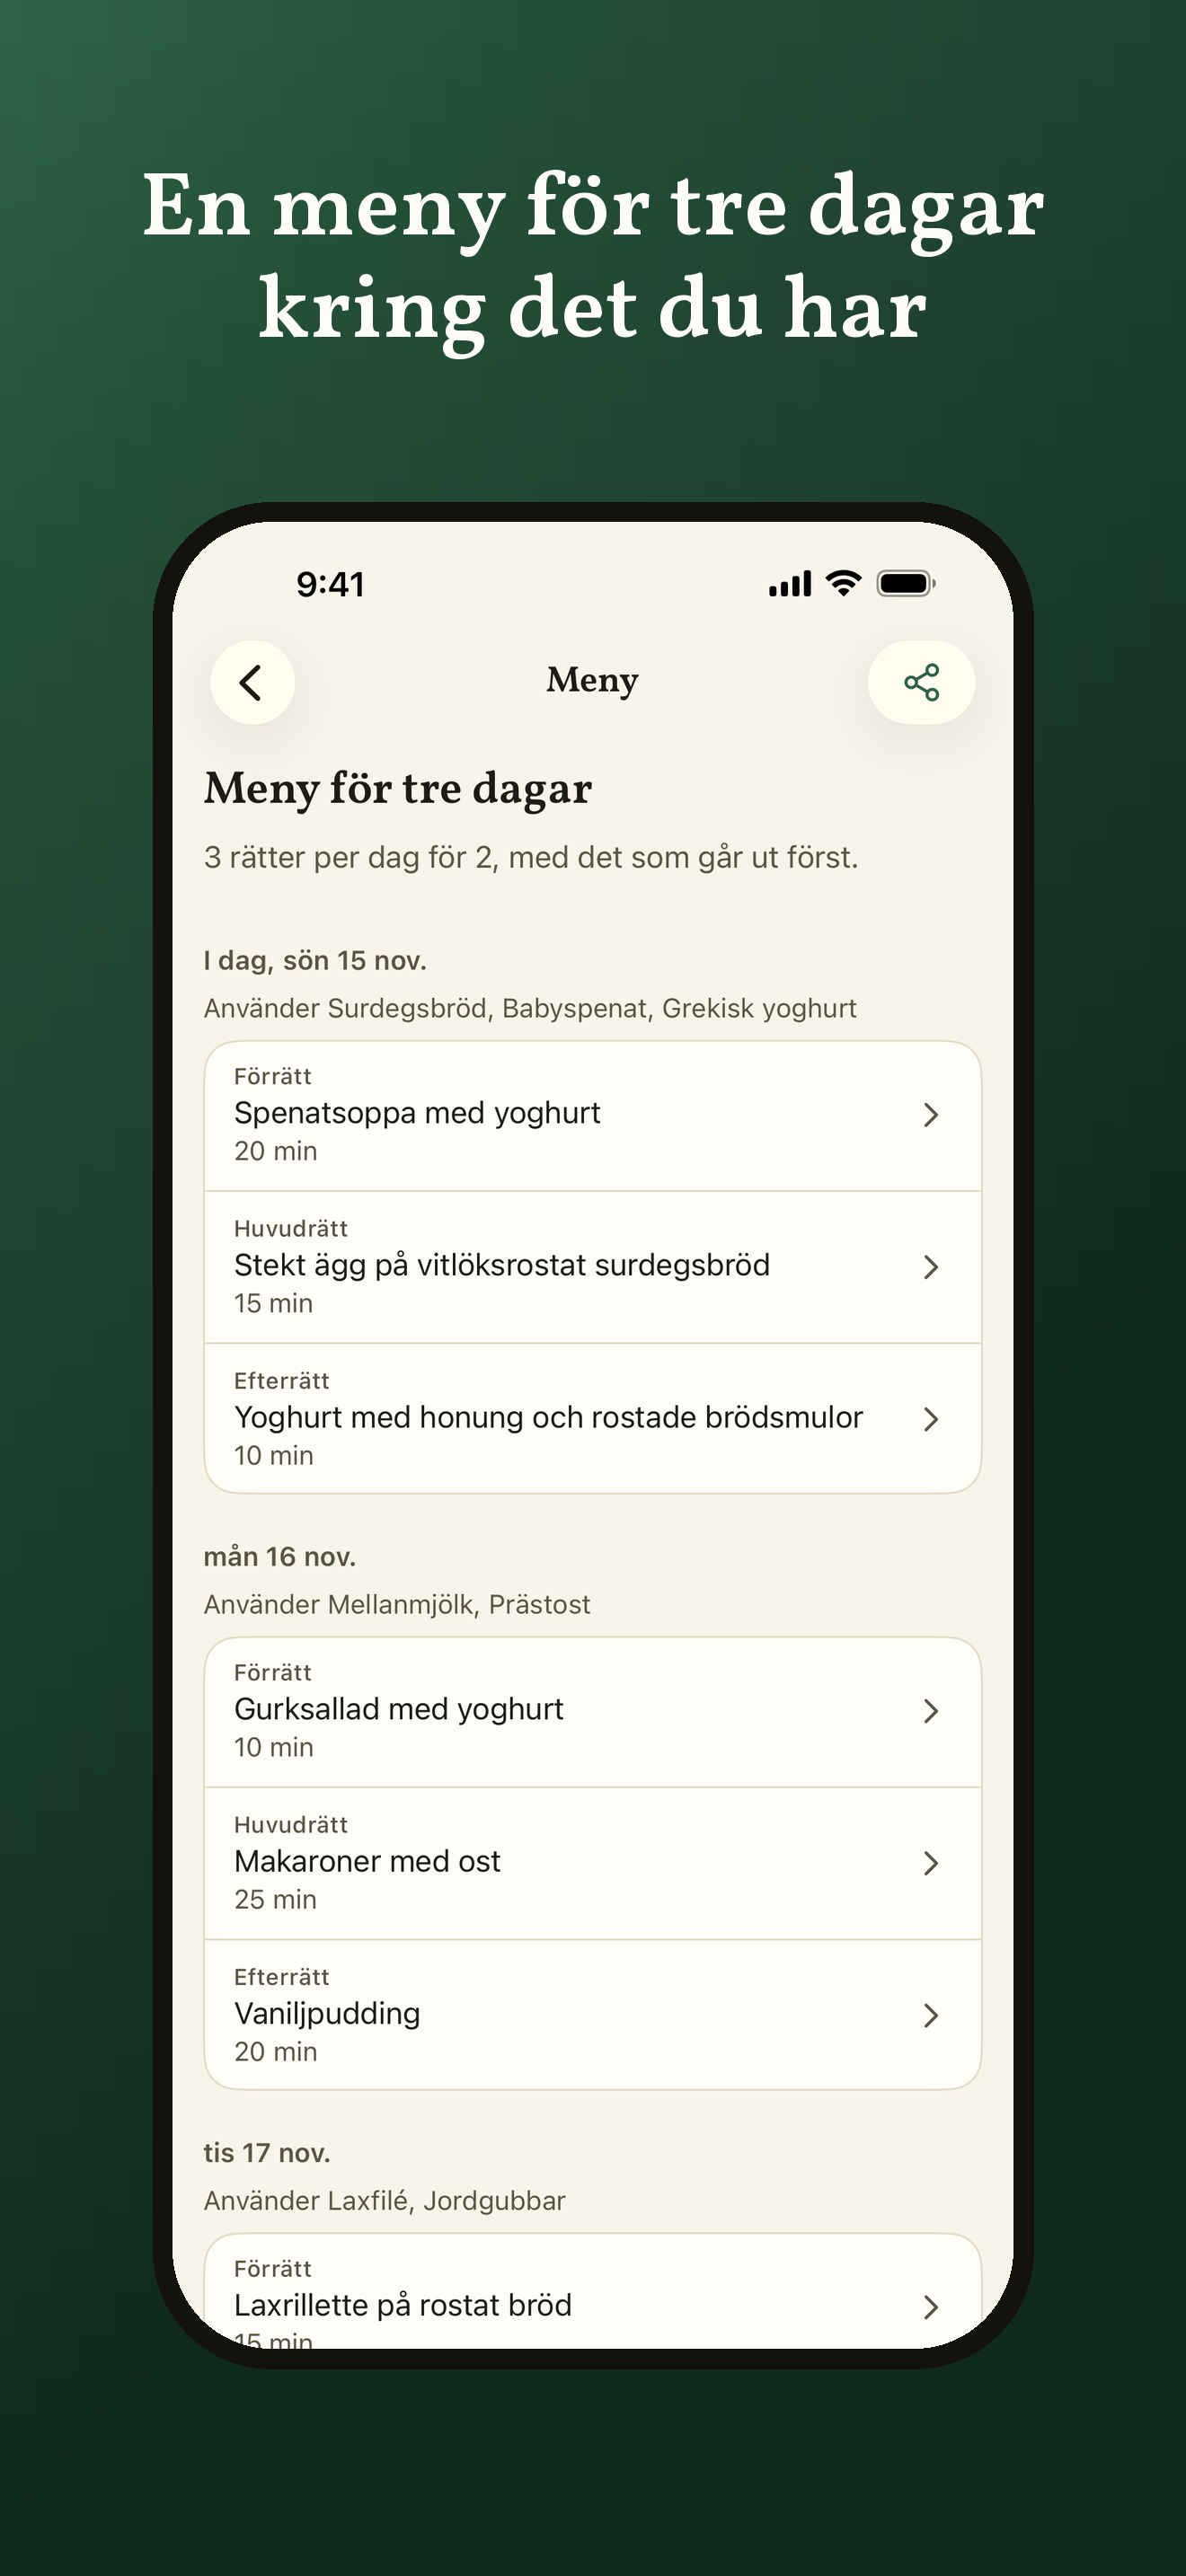 En meny för tre dagar
kring det du har
9:41
Meny
Meny för tre dagar
3 rätter per dag för 2, med det som går ut först.
I dag, sön 15 nov.
Använder Surdegsbröd, Babyspenat, Grekisk yoghurt
Förrätt
Spenatsoppa med yoghurt
20 min
Huvudrätt
Stekt ägg på vitlöksrostat surdegsbröd
15 min
Efterrätt
Yoghurt med honung och rostade brödsmulor
10 min
mån 16 nov.
Använder Mellanmjölk, Prästost
Förrätt
Gurksallad med yoghurt
10 min
Huvudrätt
Makaroner med ost
25 min
Efterrätt
Vaniljpudding
20 min
tis 17 nov.
Använder Laxfilé, Jordgubbar
Förrätt
Laxrillette på rostat bröd
15 min